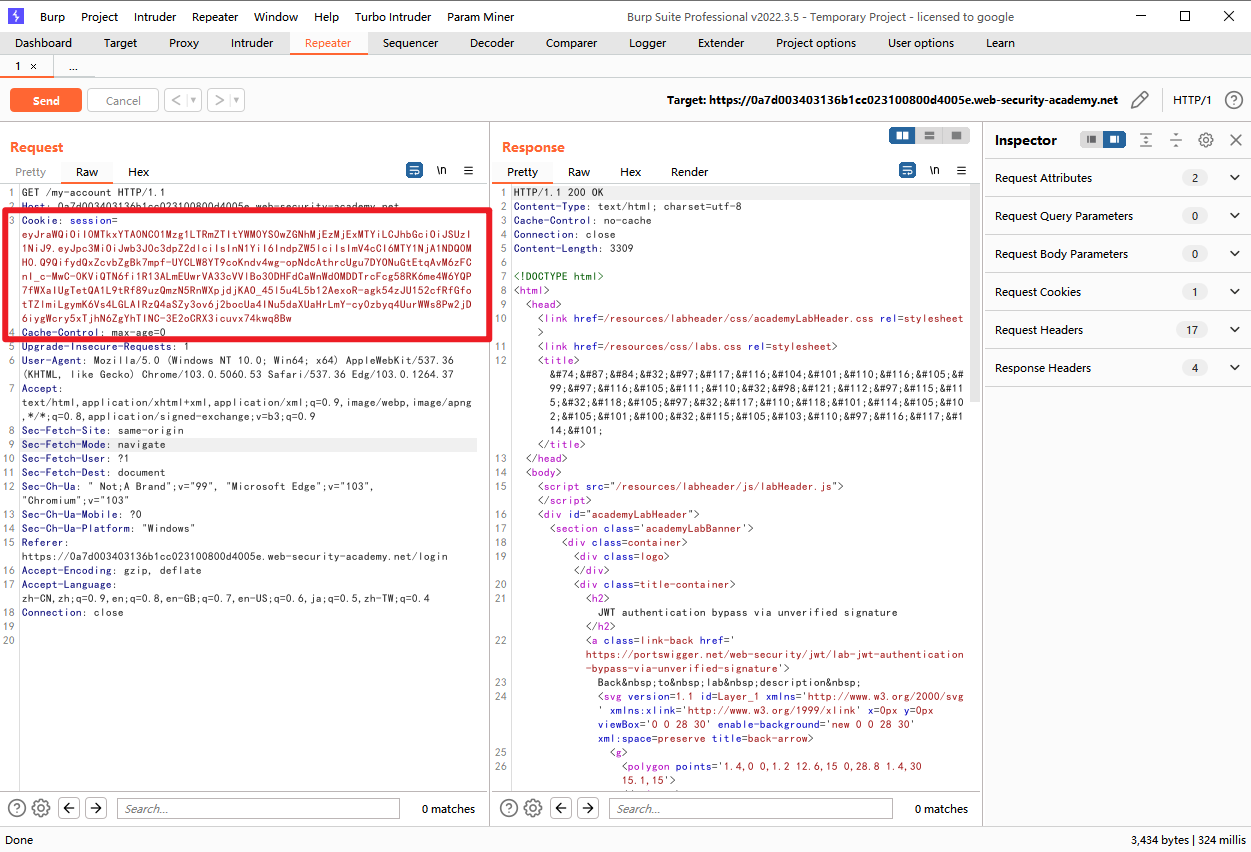 Burp Project Intruder Repeater Window Help Turbo Intruder Param Miner Burp Suite Professional v2022.3.5 - Temporary Project - licensed to google
Dashboard Target Proxy Intruder Repeater Sequencer Decoder Comparer Logger Extender Project options User options Learn
1 × ...
Send Cancel < > Target: https://0a7d003403136b1cc023100800d4005e.web-security-academy.net HTTP/1 ?
Request
Pretty Raw Hex \n
1 GET /my-account HTTP/1.1
2 Host: 0a7d003403136b1cc023100800d4005e.web-security-academy.net
3 Cookie: session=
4 Cache-Control: max-age=0
5 Upgrade-Insecure-Requests: 1
6 User-Agent: Mozilla/5.0 (Windows NT 10.0; Win64; x64) AppleWebKit/537.36
(KHTML, like Gecko) Chrome/103.0.5060.53 Safari/537.36 Edg/103.0.1264.37
7 Accept:
text/html,application/xhtml+xml,application/xml;q=0.9,image/webp,image/apng
,*/*;q=0.8,application/signed-exchange;v=b3;q=0.9
8 Sec-Fetch-Site: same-origin
9 Sec-Fetch-Mode: navigate
10 Sec-Fetch-User: ?1
11 Sec-Fetch-Dest: document
12 Sec-Ch-Ua: " Not;A Brand";v="99", "Microsoft Edge";v="103",
"Chromium";v="103"
13 Sec-Ch-Ua-Mobile: ?0
14 Sec-Ch-Ua-Platform: "Windows"
15 Referer:
https://0a7d003403136b1cc023100800d4005e.web-security-academy.net/login
16 Accept-Encoding: gzip, deflate
17 Accept-Language:
zh-CN,zh;q=0.9,en;q=0.8,en-GB;q=0.7,en-US;q=0.6,ja;q=0.5,zh-TW;q=0.4
18 Connection: close
19
20
? Search... 0 matches
Response
Pretty Raw Hex Render \n
1 HTTP/1.1 200 OK
2 Content-Type: text/html; charset=utf-8
3 Cache-Control: no-cache
4 Connection: close
5 Content-Length: 3309
6
7 <!DOCTYPE html>
8 <html>
9 <head>
10 <link href=/resources/labheader/css/academyLabHeader.css rel=stylesheet
>
11 <link href=/resources/css/labs.css rel=stylesheet>
12 <title>
&#74;&#87;&#84;&#32;&#97;&#117;&#116;&#104;&#101;&#110;&#116;&#105;&
#99;&#97;&#116;&#105;&#111;&#110;&#32;&#98;&#121;&#112;&#97;&#115;&#11
5;&#32;&#118;&#105;&#97;&#32;&#117;&#110;&#118;&#101;&#114;&#105;&#10
2;&#105;&#101;&#100;&#32;&#115;&#105;&#103;&#110;&#97;&#116;&#117;&#1
14;&#101;
</title>
13 </head>
14 <body>
15 <script src="/resources/labheader/js/labHeader.js">
</script>
16 <div id="academyLabHeader">
17 <section class='academyLabBanner'>
18 <div class=container>
19 <div class=logo>
</div>
20 <div class=title-container>
21 <h2>
JWT authentication bypass via unverified signature
</h2>
22 <a class=link-back href='
https://portswigger.net/web-security/jwt/lab-jwt-authentication
-bypass-via-unverified-signature'>
23 Back&nbsp;to&nbsp;lab&nbsp;description&nbsp;
24 <svg version=1.1 id=Layer_1 xmlns='http://www.w3.org/2000/svg
' xmlns:xlink='http://www.w3.org/1999/xlink' x=0px y=0px
viewBox='0 0 28 30' enable-background='new 0 0 28 30'
xml:space=preserve title=back-arrow>
25 <g>
26 <polygon points='1.4,0 0,1.2 12.6,15 0,28.8 1.4,30
15.1,15'>
? Search... 0 matches
Inspector
Request Attributes 2
Request Query Parameters 0
Request Body Parameters 0
Request Cookies 1
Request Headers 17
Response Headers 4
Done 3,434 bytes | 324 millis